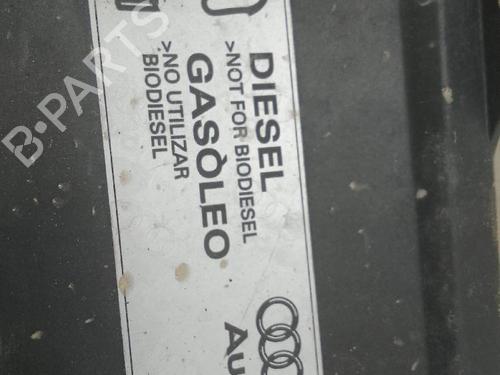 DIESEL
>NOT FOR BIODIESEL
GASÒLEO
>NO UTILIZAR
BIODIESEL
Au
B-PARTS